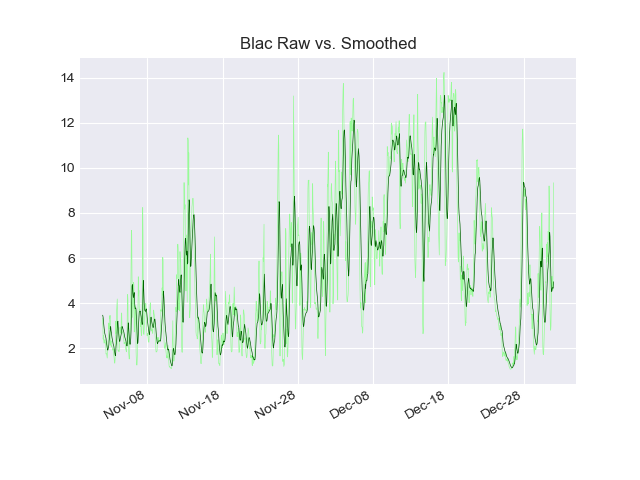 Blac Raw vs. Smoothed
14
12
10
8
6
4
2
Nov-08
Nov-18
Nov-28
Dec-08
Dec-18
Dec-28